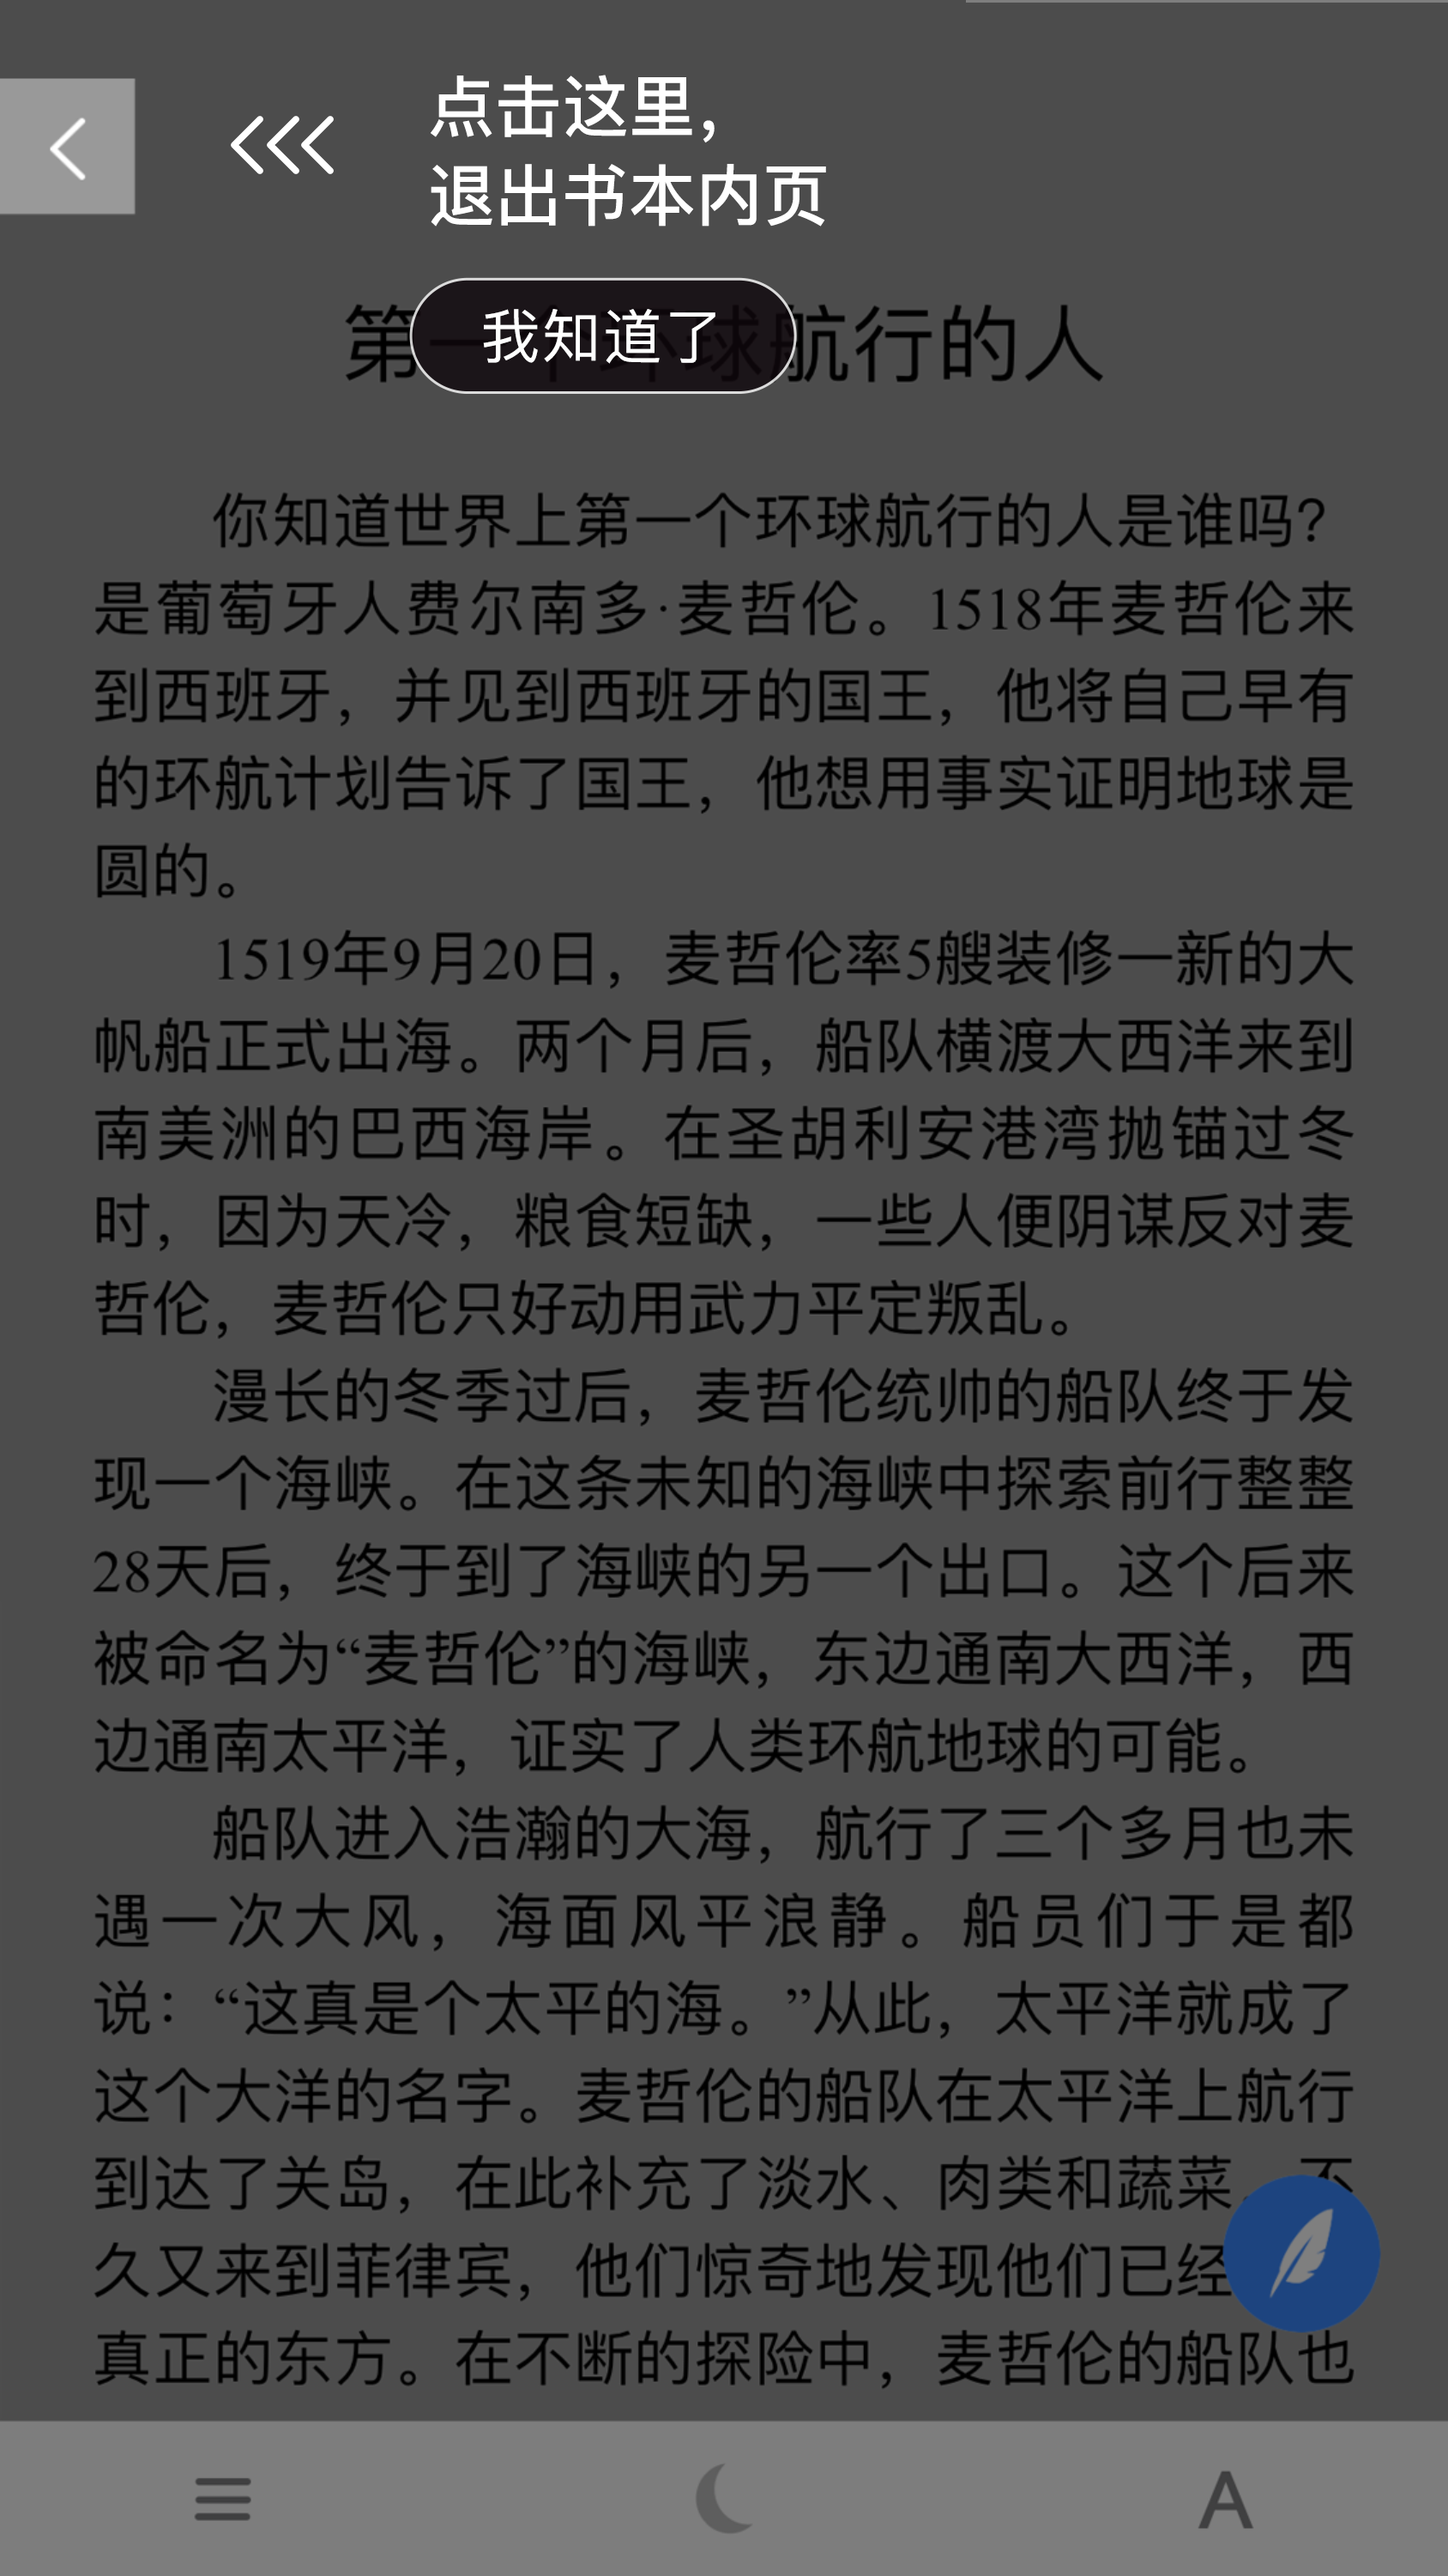 点击这里，
退出书本内页
我知道了
第一个环球航行的人
你知道世界上第一个环球航行的人是谁吗？
是葡萄牙人费尔南多·麦哲伦。1518年麦哲伦来
到西班牙，并见到西班牙的国王，他将自己早有
的环航计划告诉了国王，他想用事实证明地球是
圆的。
1519年9月20日，麦哲伦率5艘装修一新的大
帆船正式出海。两个月后，船队横渡大西洋来到
南美洲的巴西海岸。在圣胡利安港湾抛锚过冬
时，因为天冷，粮食短缺，一些人便阴谋反对麦
哲伦，麦哲伦只好动用武力平定叛乱。
漫长的冬季过后，麦哲伦统帅的船队终于发
现一个海峡。在这条未知的海峡中探索前行整整
28天后，终于到了海峡的另一个出口。这个后来
被命名为“麦哲伦”的海峡，东边通南大西洋，西
边通南太平洋，证实了人类环航地球的可能。
船队进入浩瀚的大海，航行了三个多月也未
遇一次大风，海面风平浪静。船员们于是都
说：“这真是个太平的海。”从此，太平洋就成了
这个大洋的名字。麦哲伦的船队在太平洋上航行
到达了关岛，在此补充了淡水、肉类和蔬菜。不
久又来到菲律宾，他们惊奇地发现他们已经
真正的东方。在不断的探险中，麦哲伦的船队也
A